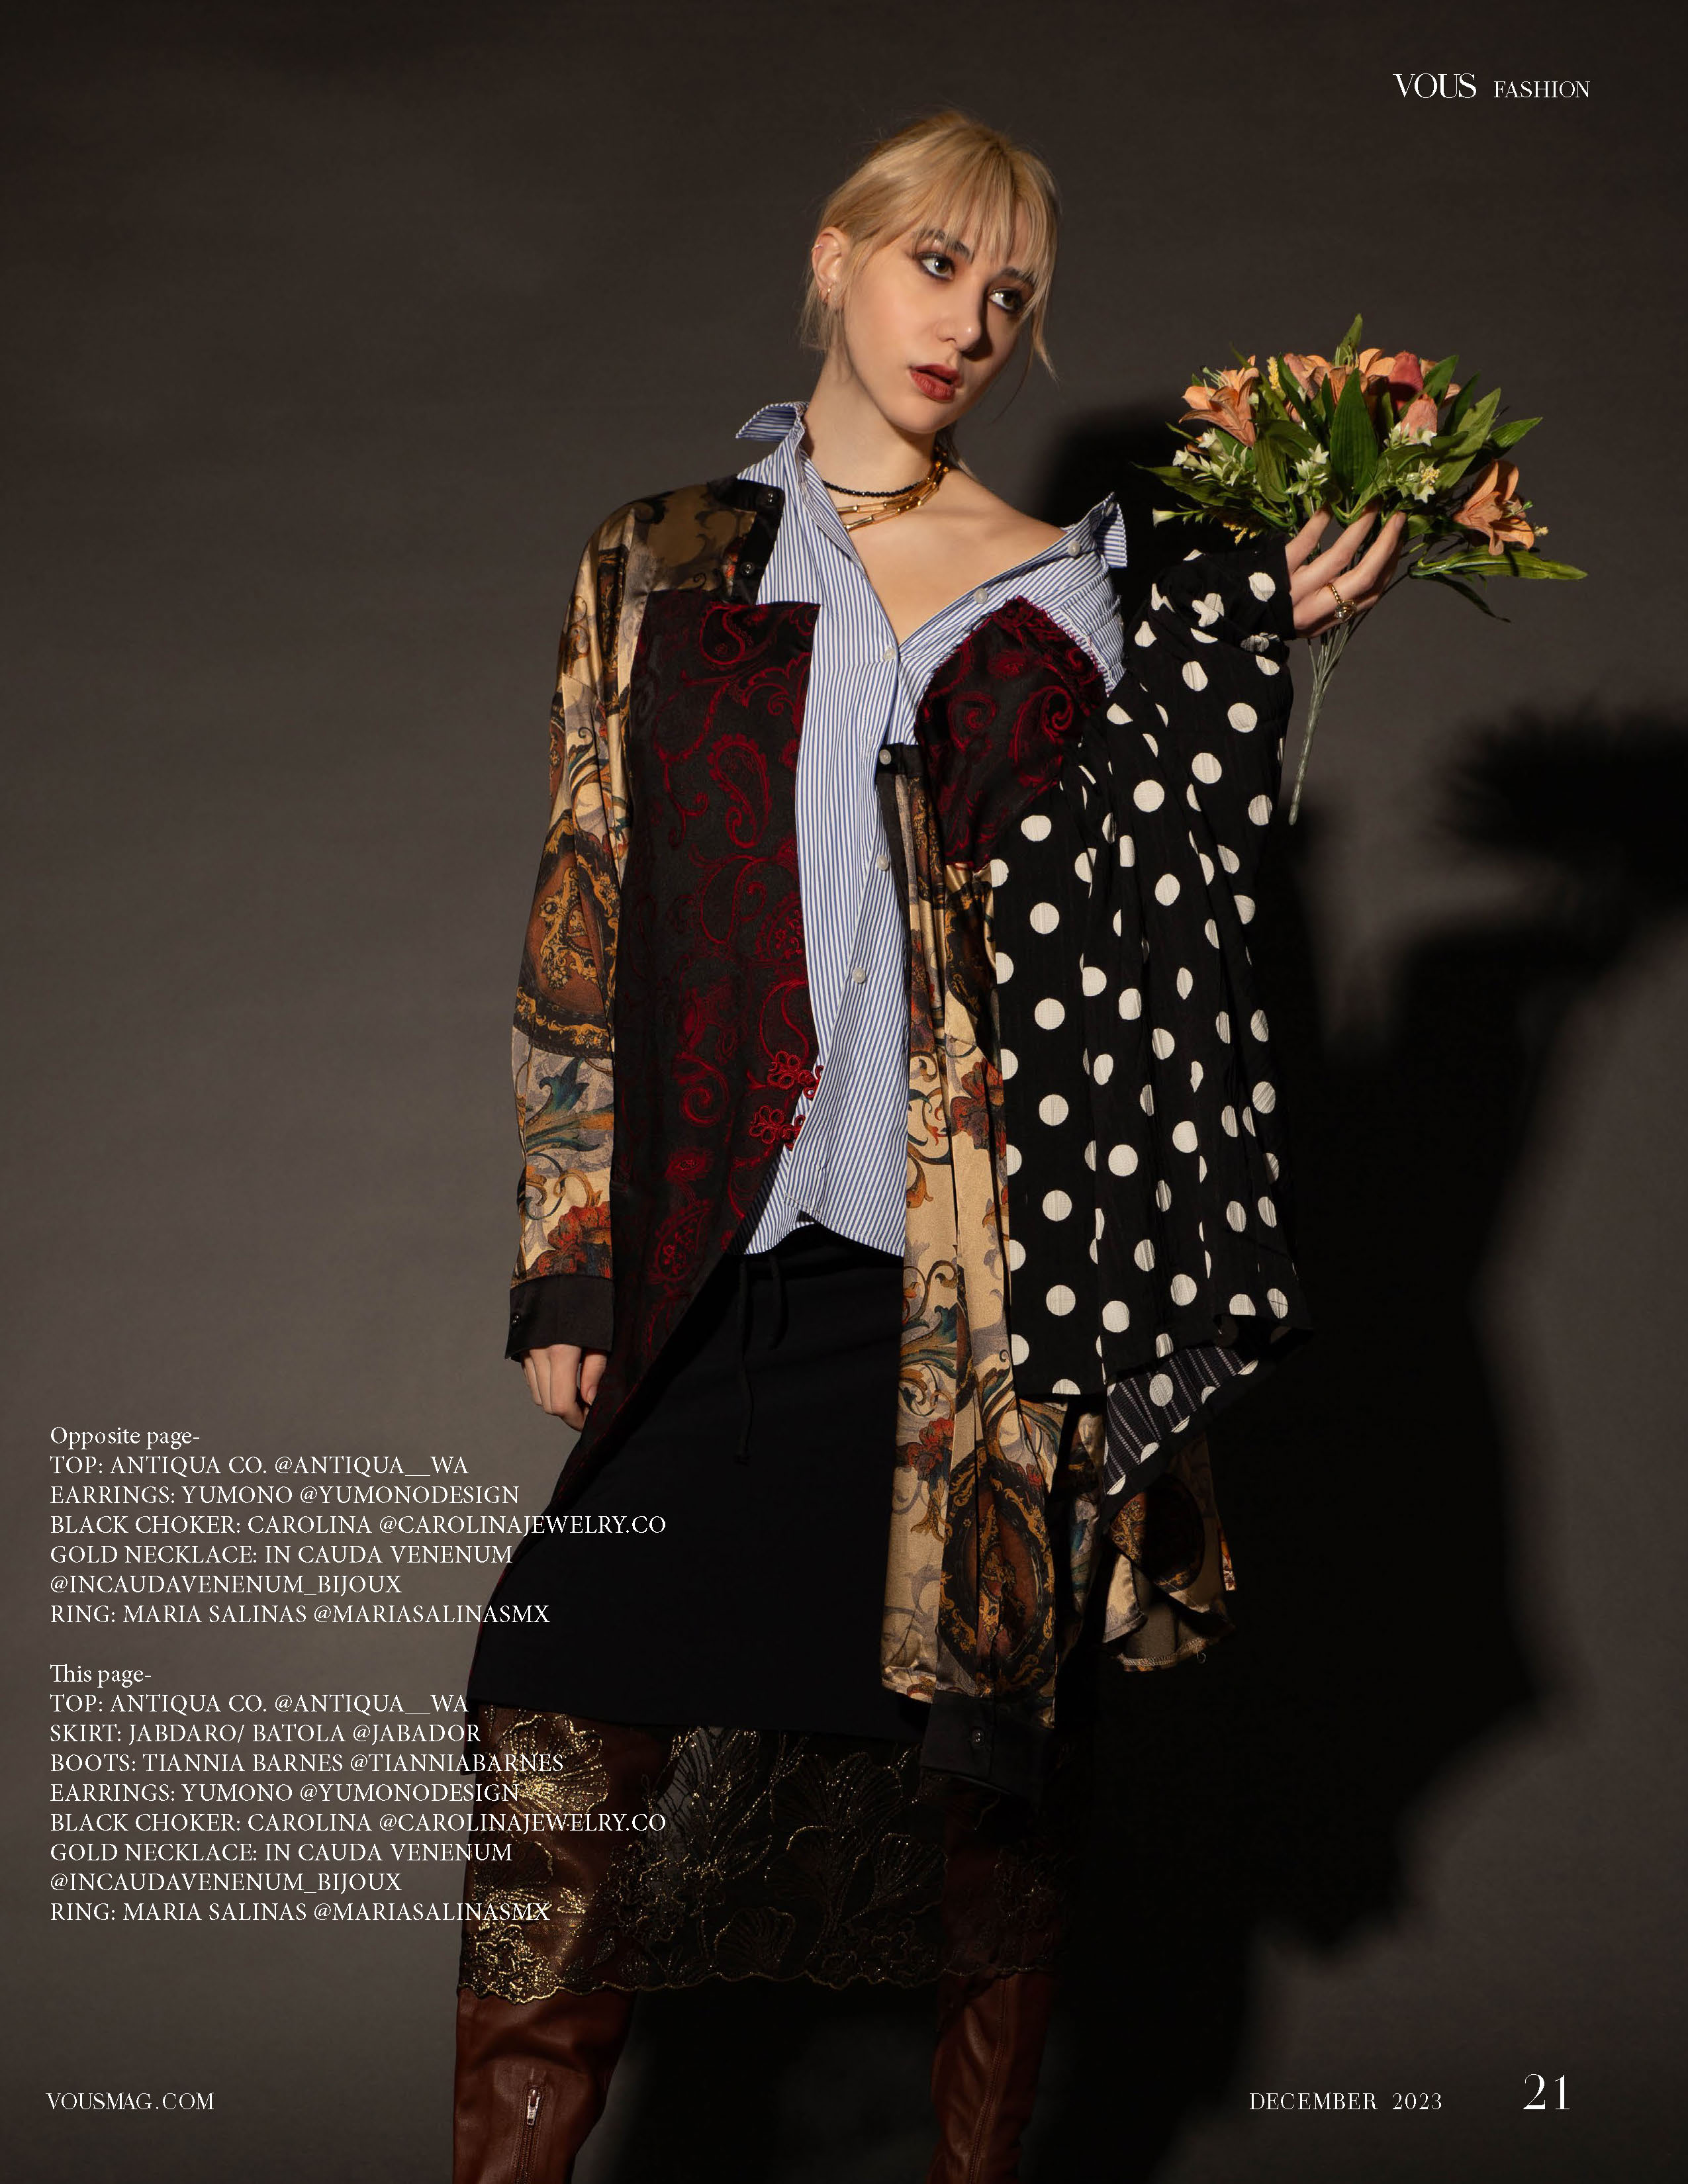 VOUS FASHION
Opposite page-
TOP: ANTIQUA CO. @ANTIQUA__WA
EARRINGS: YUMONO @YUMONODESIGN
BLACK CHOKER: CAROLINA @CAROLINAJEWELRY.CO
GOLD NECKLACE: IN CAUDA VENENUM
@INCAUDAVENENUM_BIJOUX
RING: MARIA SALINAS @MARIASALINASMX
This page-
TOP: ANTIQUA CO. @ANTIQUA__WA
SKIRT: JABDARO/ BATOLA @JABADOR
BOOTS: TIANNIA BARNES @TIANNIABARNES
EARRINGS: YUMONO @YUMONODESIGN
BLACK CHOKER: CAROLINA @CAROLINAJEWELRY.CO
GOLD NECKLACE: IN CAUDA VENENUM
@INCAUDAVENENUM_BIJOUX
RING: MARIA SALINAS @MARIASALINASMX
VOUSMAG.COM
DECEMBER 2023 21